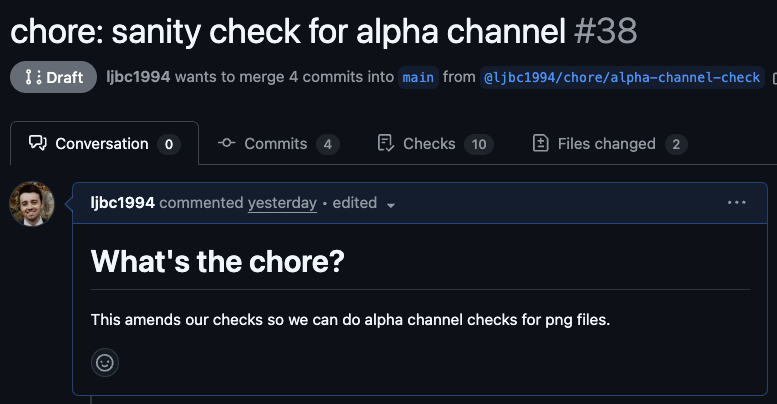 chore: sanity check for alpha channel #38
Draft ljbc1994 wants to merge 4 commits into main from @ljbc1994/chore/alpha-channel-check
Conversation 0 Commits 4 Checks 10 Files changed 2
ljbc1994 commented yesterday • edited
What's the chore?
This amends our checks so we can do alpha channel checks for png files.